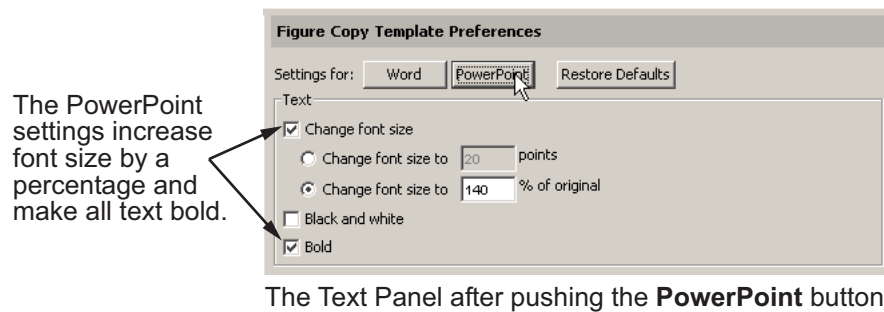 Figure Copy Template Preferences
Settings for: Word PowerPoint Restore Defaults
Text
Change font size
Change font size to 20 points
Change font size to 140 % of original
Black and white
Bold
The PowerPoint
settings increase
font size by a
percentage and
make all text bold.
The Text Panel after pushing the PowerPoint button